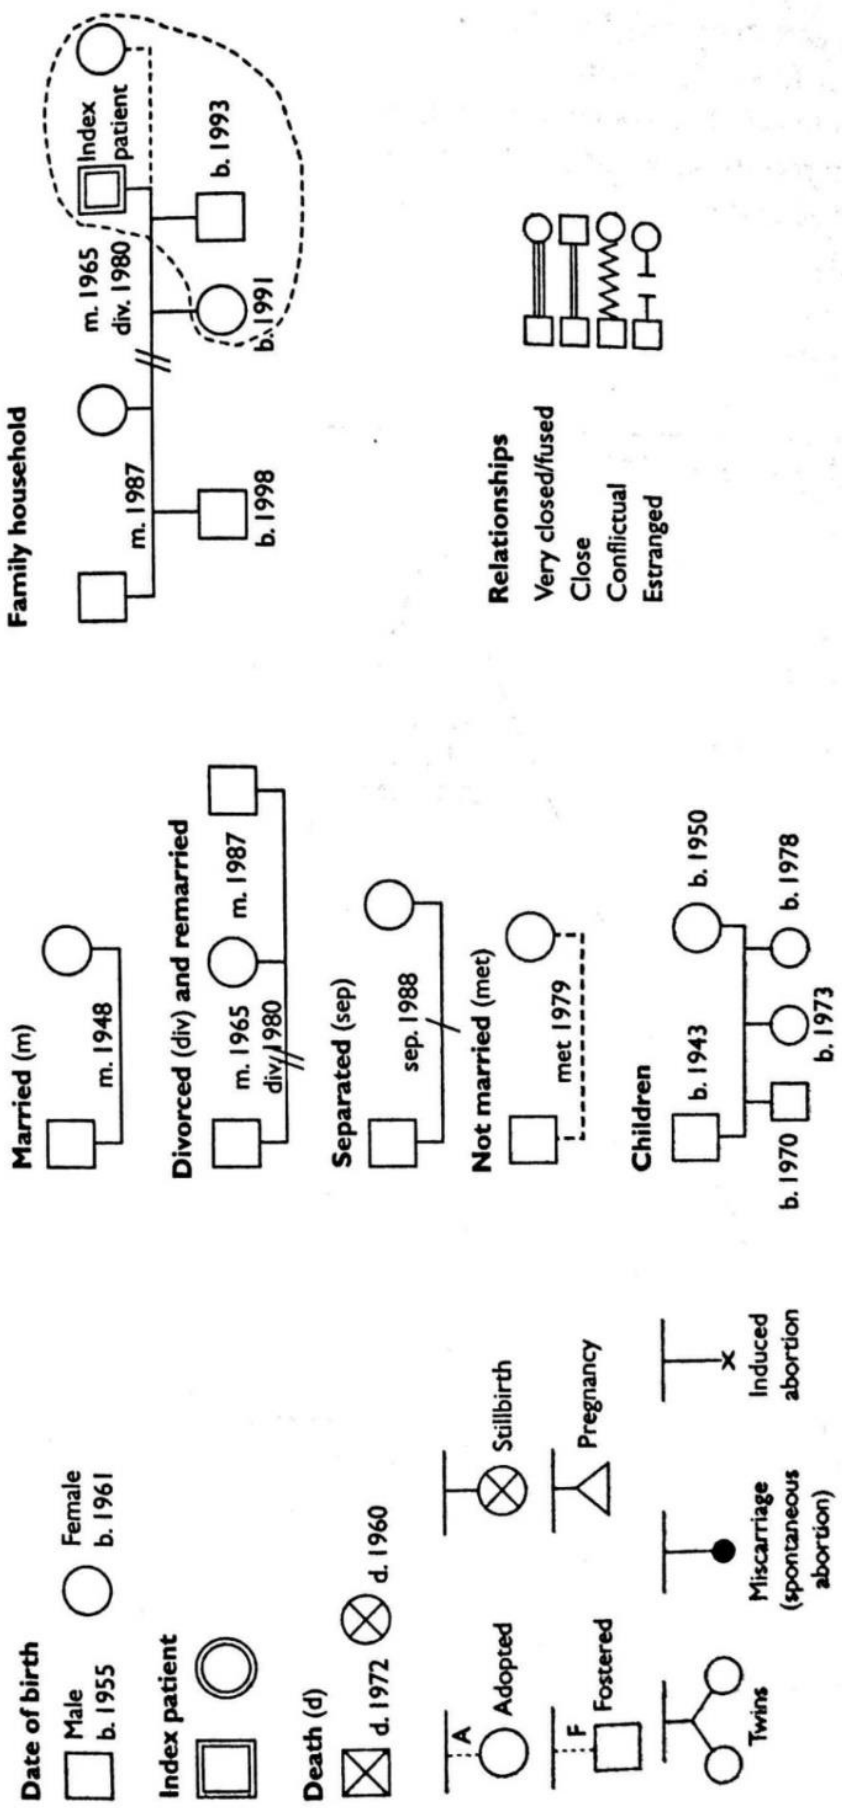 Date of birth
Male
b. 1955
Female
b. 1961
Index patient
Death (d)
d. 1972
d. 1960
A
Adopted
Stillbirth
F
Fostered
Pregnancy
Twins
Miscarriage
(spontaneous
abortion)
Induced
abortion
Married (m)
m. 1948
Divorced (div) and remarried
m. 1965
div. 1980
m. 1987
Separated (sep)
sep. 1988
Not married (met)
met 1979
Children
b. 1943
b. 1950
b. 1970
b. 1973
b. 1978
Family household
m. 1987
m. 1965
div. 1980
Index
patient
b. 1998
b. 1991
b. 1993
Relationships
Very closed/fused
Close
Conflictual
Estranged